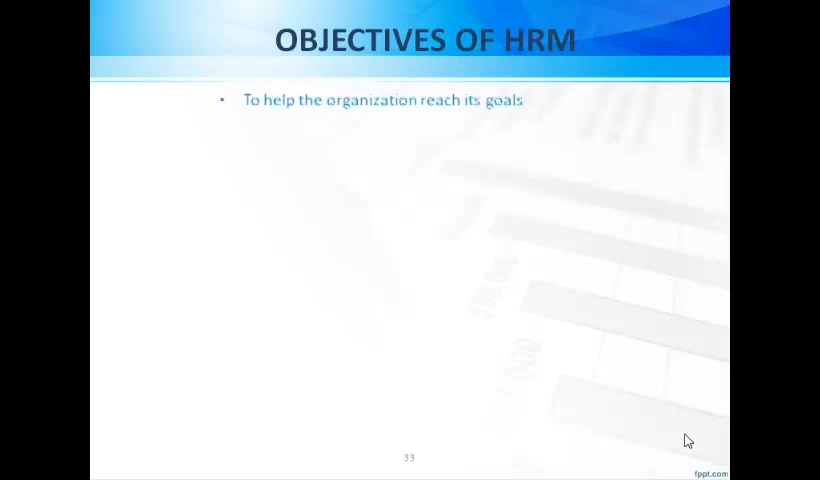 OBJECTIVES OF HRM
• To help the organization reach its goals
33
fppt.com